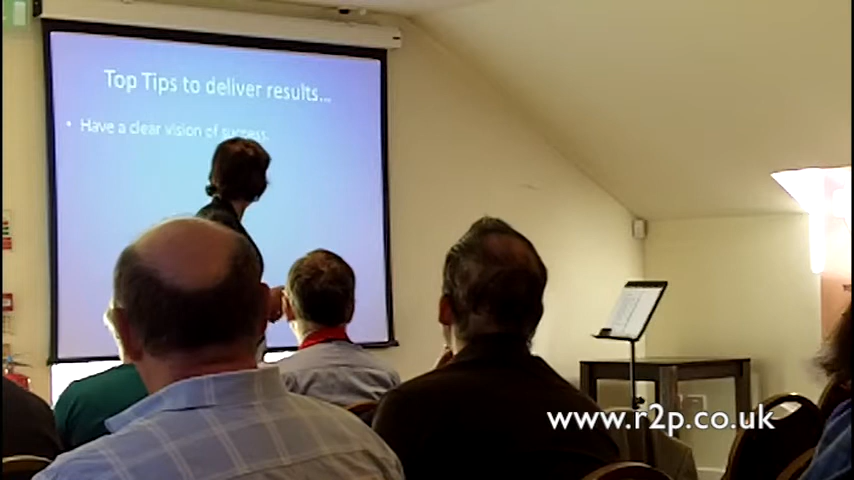 Top Tips to deliver results...
• Have a clear vision of success.
www.r2p.co.uk